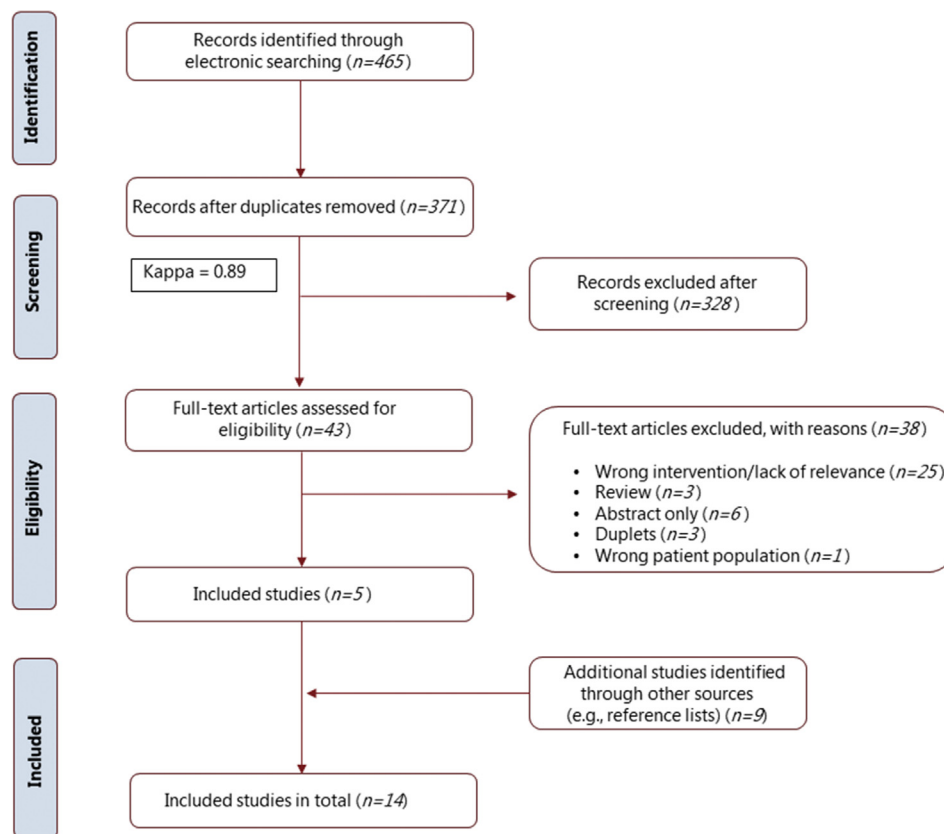 Identification
Records identified through
electronic searching (n=465)
Screening
Records after duplicates removed (n=371)
Kappa = 0.89
Records excluded after
screening (n=328)
Eligibility
Full-text articles assessed for
eligibility (n=43)
Full-text articles excluded, with reasons (n=38)
• Wrong intervention/lack of relevance (n=25)
• Review (n=3)
• Abstract only (n=6)
• Duplets (n=3)
• Wrong patient population (n=1)
Included studies (n=5)
Included
Additional studies identified
through other sources
(e.g., reference lists) (n=9)
Included studies in total (n=14)